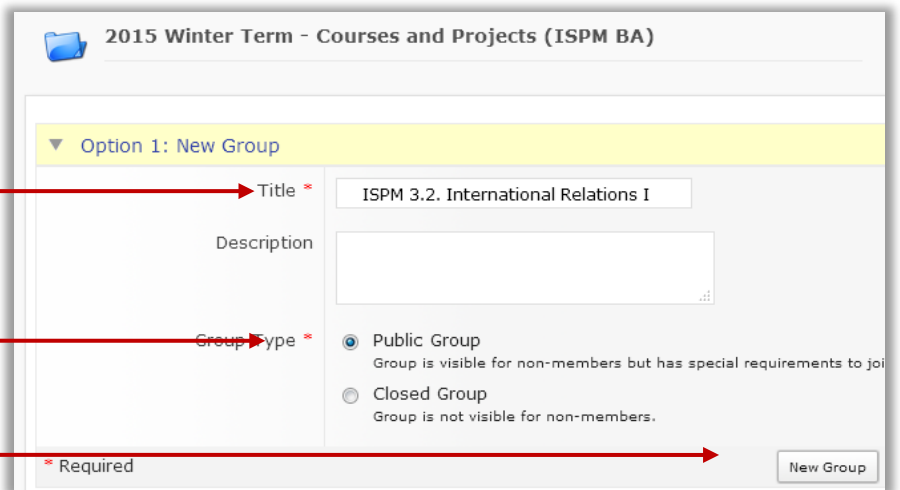 2015 Winter Term - Courses and Projects (ISPM BA)
Option 1: New Group
Title *
ISPM 3.2. International Relations I
Description
Group Type *
Public Group
Group is visible for non-members but has special requirements to joi
Closed Group
Group is not visible for non-members.
* Required
New Group